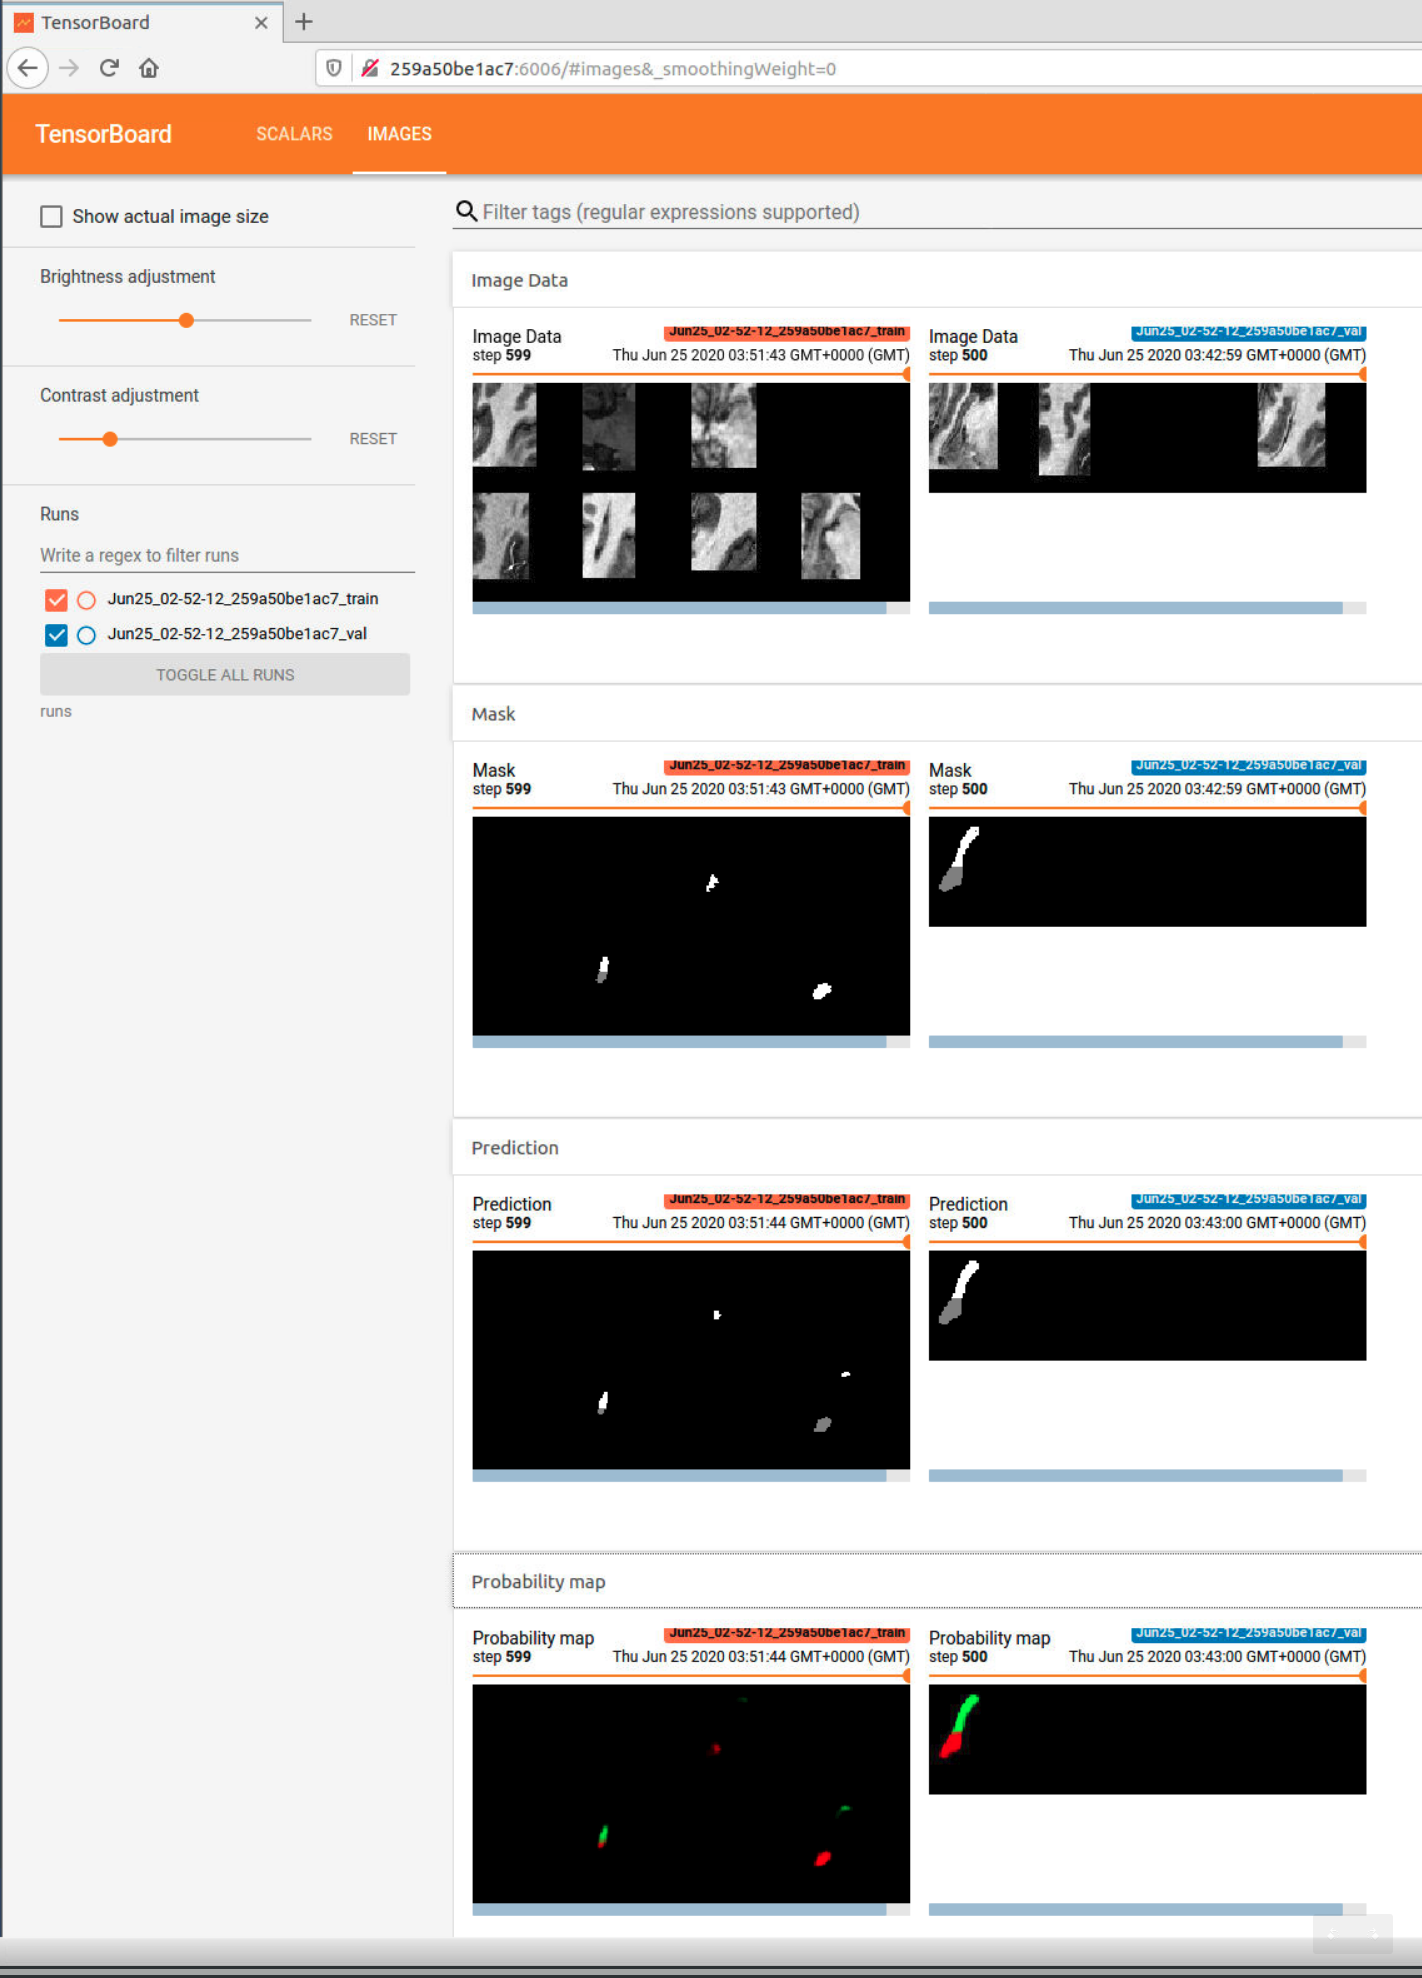 TensorBoard
259a50be1ac7:6006/#images&_smoothingWeight=0
TensorBoard SCALARS IMAGES
Show actual image size
Brightness adjustment
RESET
Contrast adjustment
RESET
Runs
Write a regex to filter runs
Jun25_02-52-12_259a50be1ac7_train
Jun25_02-52-12_259a50be1ac7_val
TOGGLE ALL RUNS
runs
Filter tags (regular expressions supported)
Image Data
Image Data Jun25_02-52-12_259a50be1ac7_train
step 599 Thu Jun 25 2020 03:51:43 GMT+0000 (GMT)
Image Data Jun25_02-52-12_259a50be1ac7_val
step 500 Thu Jun 25 2020 03:42:59 GMT+0000 (GMT)
Mask
Mask Jun25_02-52-12_259a50be1ac7_train
step 599 Thu Jun 25 2020 03:51:43 GMT+0000 (GMT)
Mask Jun25_02-52-12_259a50be1ac7_val
step 500 Thu Jun 25 2020 03:42:59 GMT+0000 (GMT)
Prediction
Prediction Jun25_02-52-12_259a50be1ac7_train
step 599 Thu Jun 25 2020 03:51:44 GMT+0000 (GMT)
Prediction Jun25_02-52-12_259a50be1ac7_val
step 500 Thu Jun 25 2020 03:43:00 GMT+0000 (GMT)
Probability map
Probability map Jun25_02-52-12_259a50be1ac7_train
step 599 Thu Jun 25 2020 03:51:44 GMT+0000 (GMT)
Probability map Jun25_02-52-12_259a50be1ac7_val
step 500 Thu Jun 25 2020 03:43:00 GMT+0000 (GMT)